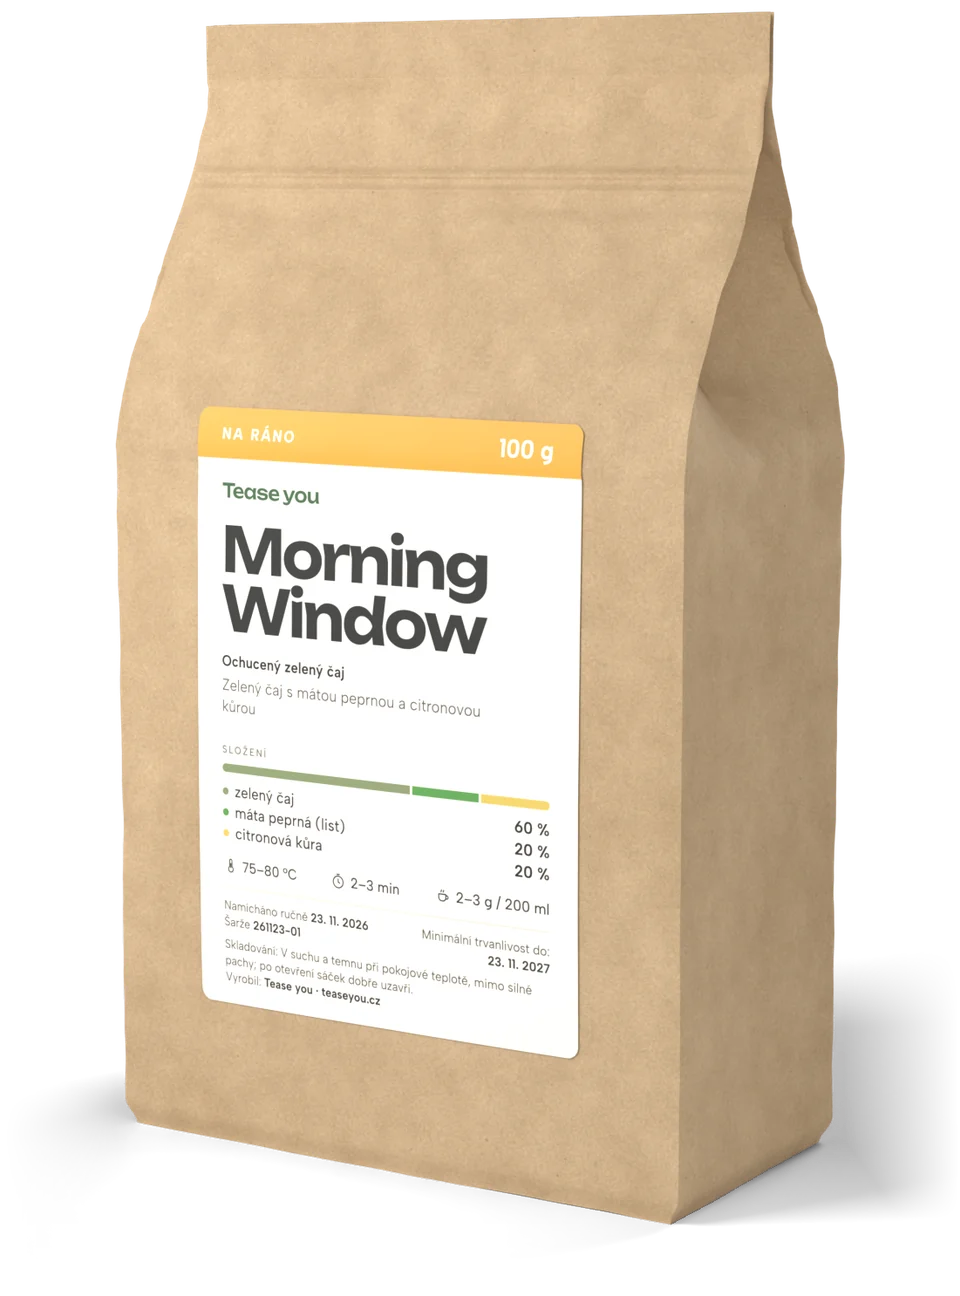 NA RÁNO
100 g
Tease you
Morning
Window
Ochucený zelený čaj
Zelený čaj s mátou peprnou a citronovou
kůrou
SLOŽENÍ
zelený čaj 60 %
máta peprná (list) 20 %
citronová kůra 20 %
75–80 °C
2–3 min
2–3 g / 200 ml
Namícháno ručně 23. 11. 2026
Šarže 261123-01
Minimální trvanlivost do:
23. 11. 2027
Skladování: V suchu a temnu při pokojové teplotě, mimo silné
pachy; po otevření sáček dobře uzavři.
Vyrobil: Tease you · teaseyou.cz